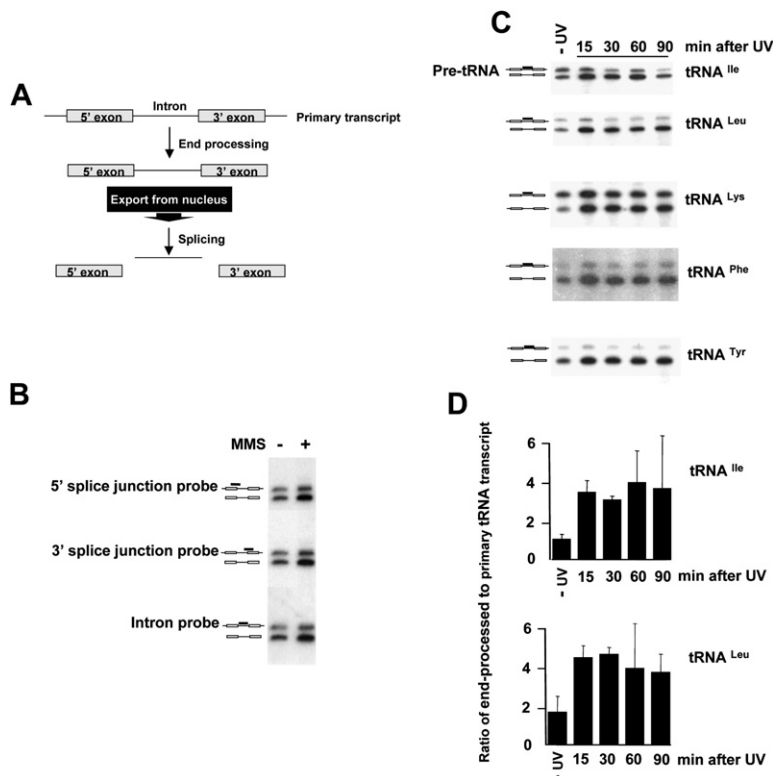 A
5' exon
Intron
3' exon
Primary transcript
End processing
5' exon
3' exon
Export from nucleus
Splicing
5' exon
3' exon
B
MMS - +
5' splice junction probe
3' splice junction probe
Intron probe
C
- UV 15 30 60 90 min after UV
Pre-tRNA
tRNA Ile
tRNA Leu
tRNA Lys
tRNA Phe
tRNA Tyr
D
Ratio of end-processed to primary tRNA transcript
6
4
2
0
tRNA Ile
- UV 15 30 60 90 min after UV
6
4
2
0
tRNA Leu
- UV 15 30 60 90 min after UV